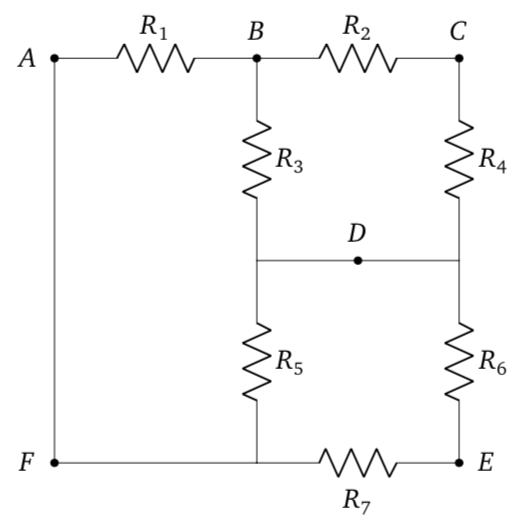 R₁ B R₂ C
A
R₃ R₄
D
R₅ R₆
F E
R₇